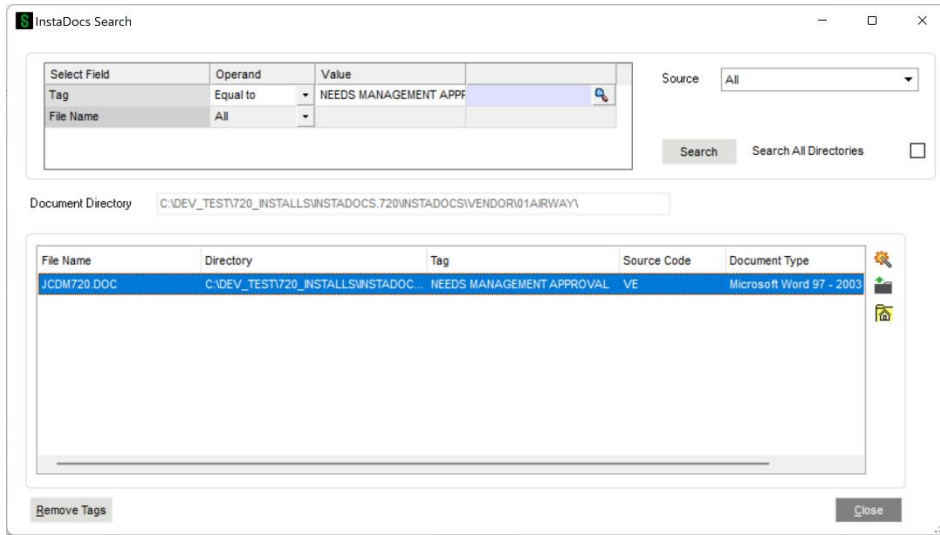 InstaDocs Search
Select Field Operand Value
Tag Equal to NEEDS MANAGEMENT APPR
File Name All
Source All
Search Search All Directories
Document Directory C:\DEV_TEST\720_INSTALLS\INSTADOCS.720\INSTADOCS\VENDOR\01AIRWAY\
File Name Directory Tag Source Code Document Type
JCDM720.DOC C:\DEV_TEST\720_INSTALLS\INSTADOC... NEEDS MANAGEMENT APPROVAL VE Microsoft Word 97 - 2003
Remove Tags Close